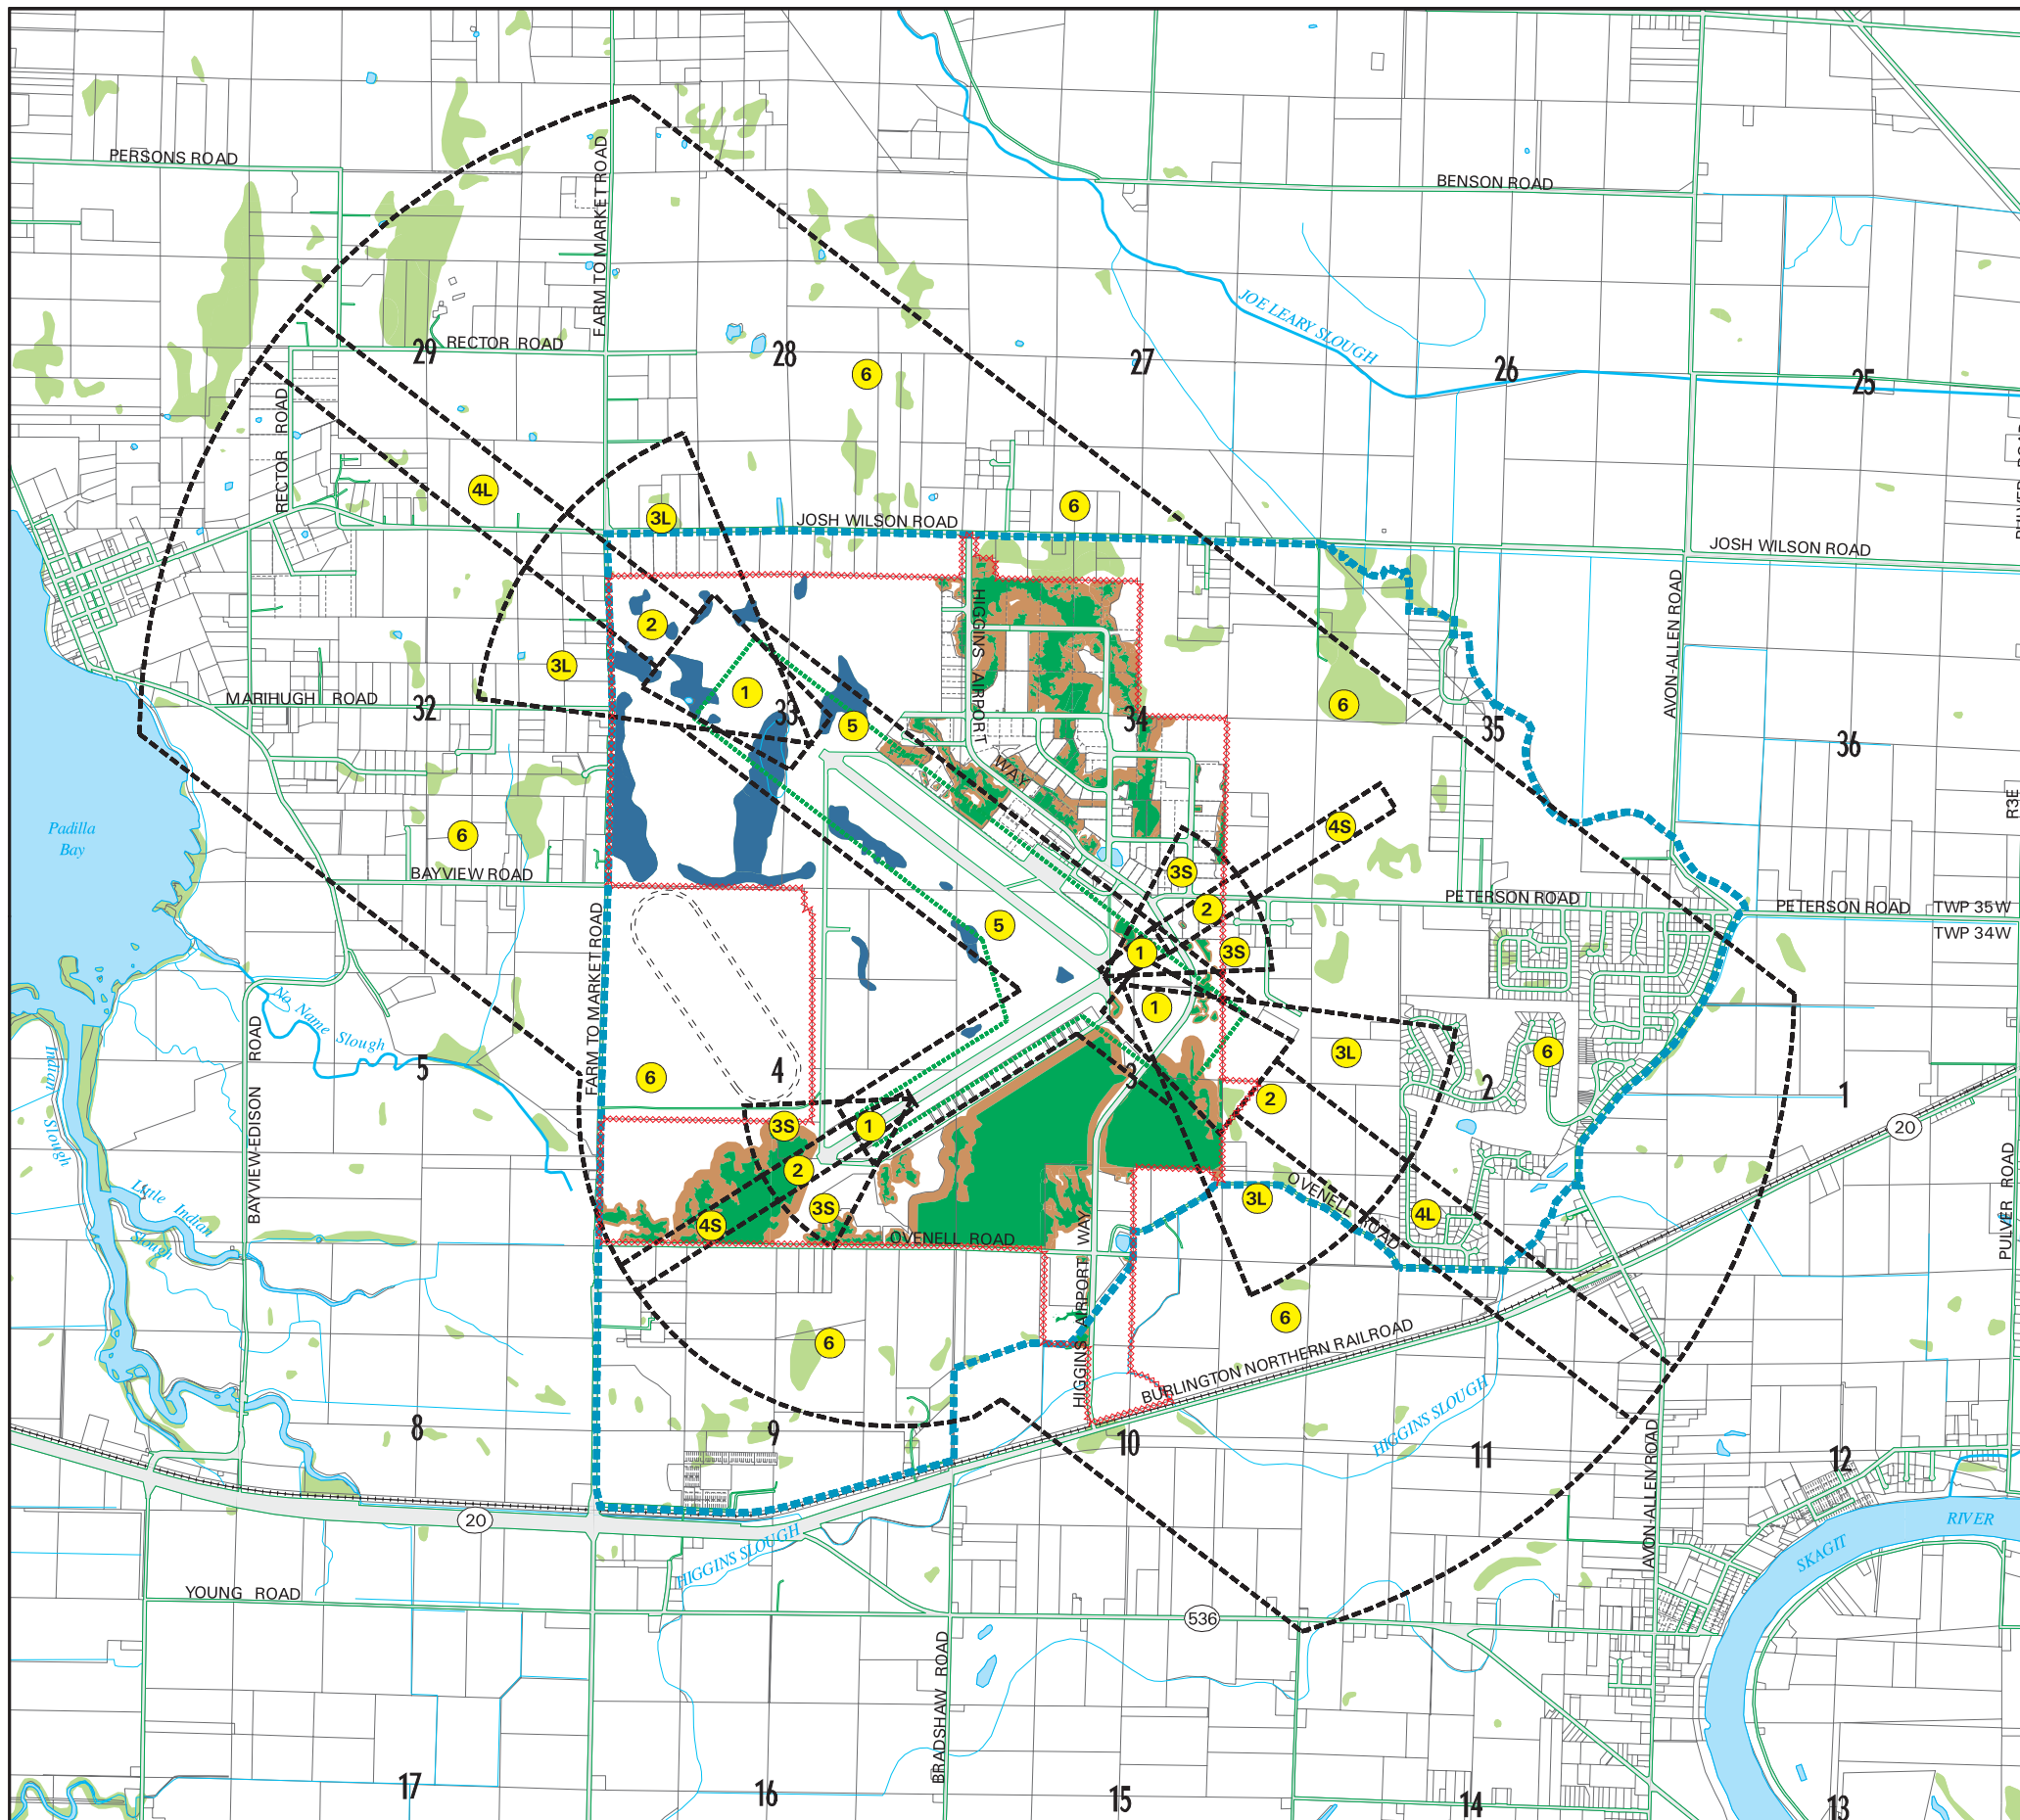 PERSONS ROAD
FARM TO MARKET ROAD
BENSON ROAD
JOE LEARY SLOUGH
RECTOR ROAD
29
28
27
26
25
6
RECTOR ROAD
4L
3L
6
JOSH WILSON ROAD
JOSH WILSON ROAD
AVON-ALLEN ROAD
HIGGINS AIRPORT
WAY
2
3L
1
33
5
34
6
35
36
MARIHUGH ROAD
32
R3E
Padilla
Bay
6
4S
BAYVIEW ROAD
3S
PETERSON ROAD
2
PETERSON ROAD
TWP 35W
TWP 34W
5
1
3S
FARM TO MARKET ROAD
No Name Slough
1
3L
6
BAYVIEW-EDISON ROAD
Indian Slough
5
6
4
3
2
2
1
20
3S
1
PULVER ROAD
2
Little Indian
Slough
3S
4S
3L
OVENELL ROAD
4L
OVENELL ROAD
HIGGINS AIRPORT WAY
6
6
BURLINGTON NORTHERN RAILROAD
HIGGINS SLOUGH
8
9
10
11
12
AVON-ALLEN ROAD
20
HIGGINS SLOUGH
SKAGIT
RIVER
YOUNG ROAD
536
BRADSHAW ROAD
17
16
15
14
13